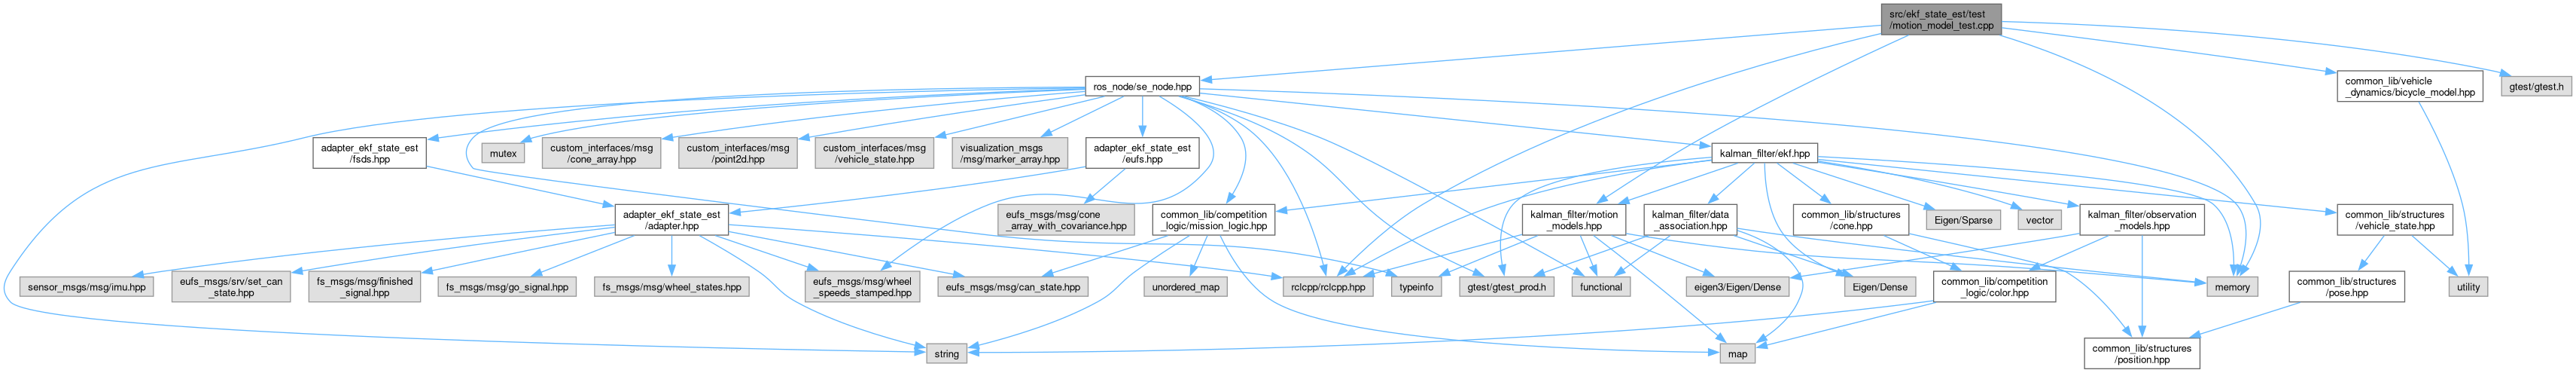 src/ekf_state_est/test
/motion_model_test.cpp
ros_node/se_node.hpp
common_lib/vehicle
_dynamics/bicycle_model.hpp
gtest/gtest.h
adapter_ekf_state_est
/fsds.hpp
mutex
custom_interfaces/msg
/cone_array.hpp
custom_interfaces/msg
/point2d.hpp
custom_interfaces/msg
/vehicle_state.hpp
visualization_msgs
/msg/marker_array.hpp
adapter_ekf_state_est
/eufs.hpp
kalman_filter/ekf.hpp
adapter_ekf_state_est
/adapter.hpp
eufs_msgs/msg/cone
_array_with_covariance.hpp
common_lib/competition
_logic/mission_logic.hpp
kalman_filter/motion
_models.hpp
kalman_filter/data
_association.hpp
common_lib/structures
/cone.hpp
Eigen/Sparse
vector
kalman_filter/observation
_models.hpp
common_lib/structures
/vehicle_state.hpp
sensor_msgs/msg/imu.hpp
eufs_msgs/srv/set_can
_state.hpp
fs_msgs/msg/finished
_signal.hpp
fs_msgs/msg/go_signal.hpp
fs_msgs/msg/wheel_states.hpp
eufs_msgs/msg/wheel
_speeds_stamped.hpp
eufs_msgs/msg/can_state.hpp
unordered_map
rclcpp/rclcpp.hpp
typeinfo
gtest/gtest_prod.h
functional
eigen3/Eigen/Dense
Eigen/Dense
common_lib/competition
_logic/color.hpp
memory
common_lib/structures
/pose.hpp
utility
string
map
common_lib/structures
/position.hpp